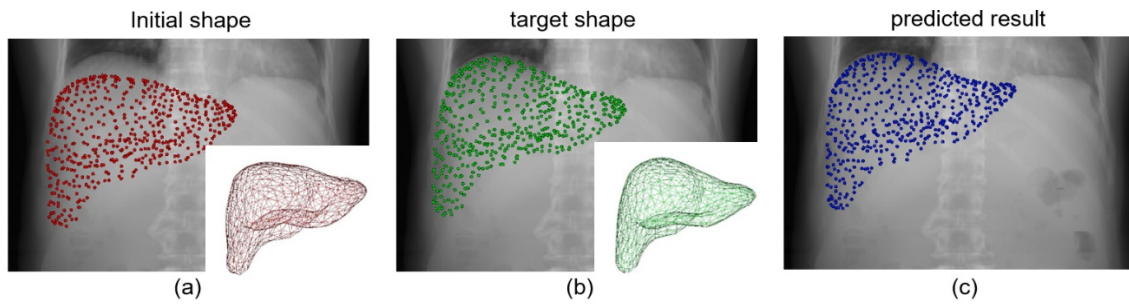 Initial shape
target shape
predicted result
(a)
(b)
(c)